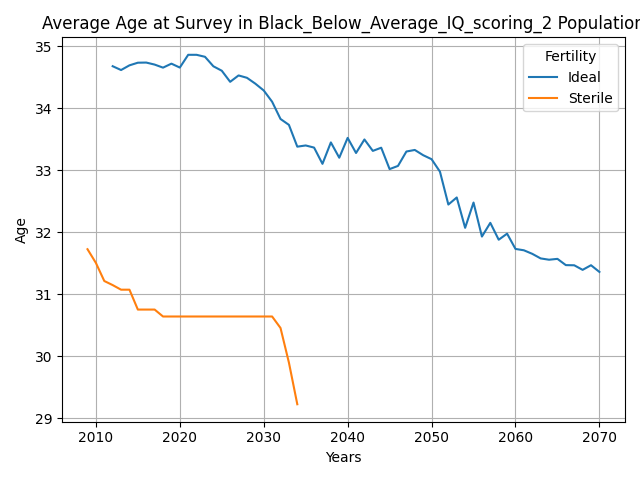 Average Age at Survey in Black_Below_Average_IQ_scoring_2 Population
35
34
33
32
31
30
29
Age
2010
2020
2030
2040
2050
2060
2070
Years
Fertility
Ideal
Sterile